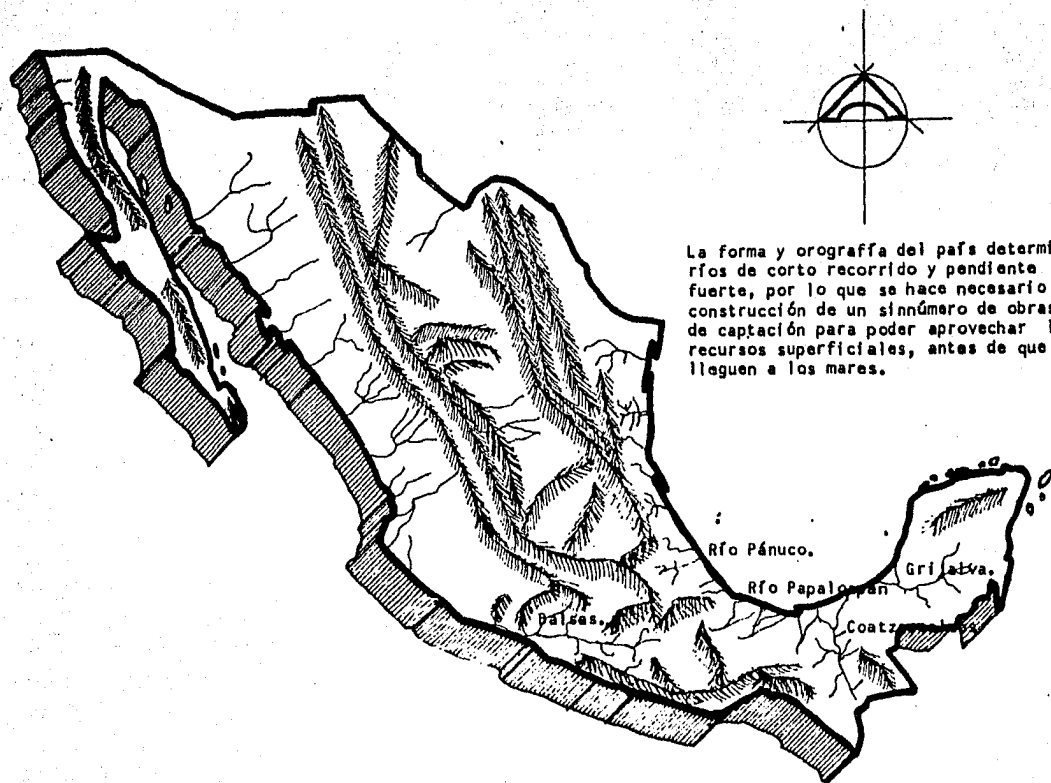 La forma y orografía del país determi
ríos de corto recorrido y pendiente
fuerte, por lo que se hace necesario
construcción de un sinnúmero de obras
de captación para poder aprovechar l
recursos superficiales, antes de que
lleguen a los mares.
Río Pánuco.
Grijalva.
Río Papaloapan
Balsas.
Coatzacoalcos